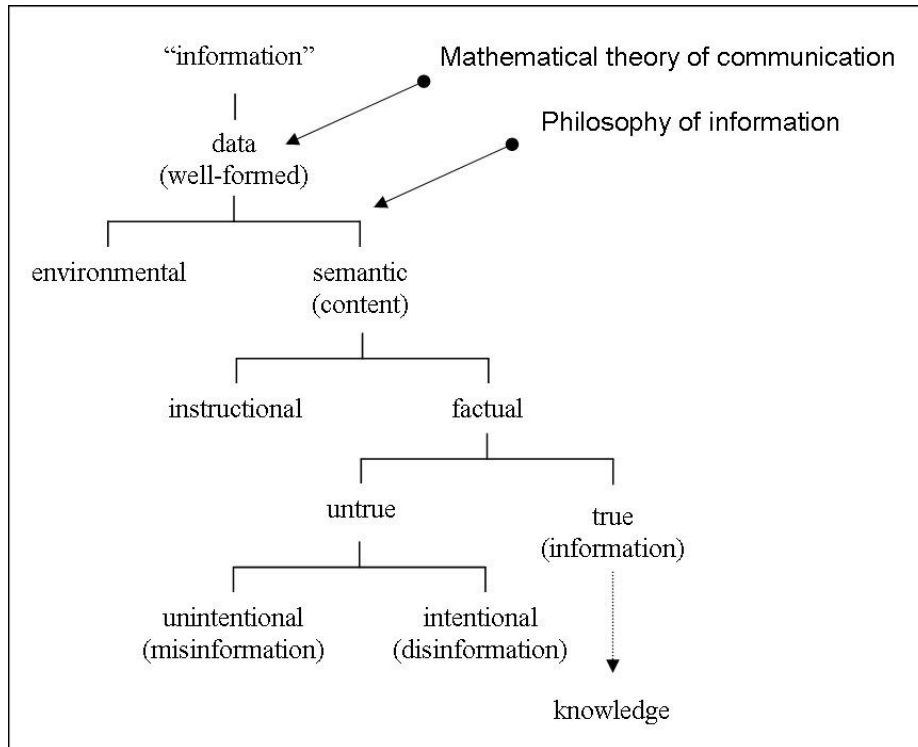 “information”
Mathematical theory of communication
Philosophy of information
data
(well-formed)
environmental
semantic
(content)
instructional
factual
untrue
true
(information)
unintentional
(misinformation)
intentional
(disinformation)
knowledge